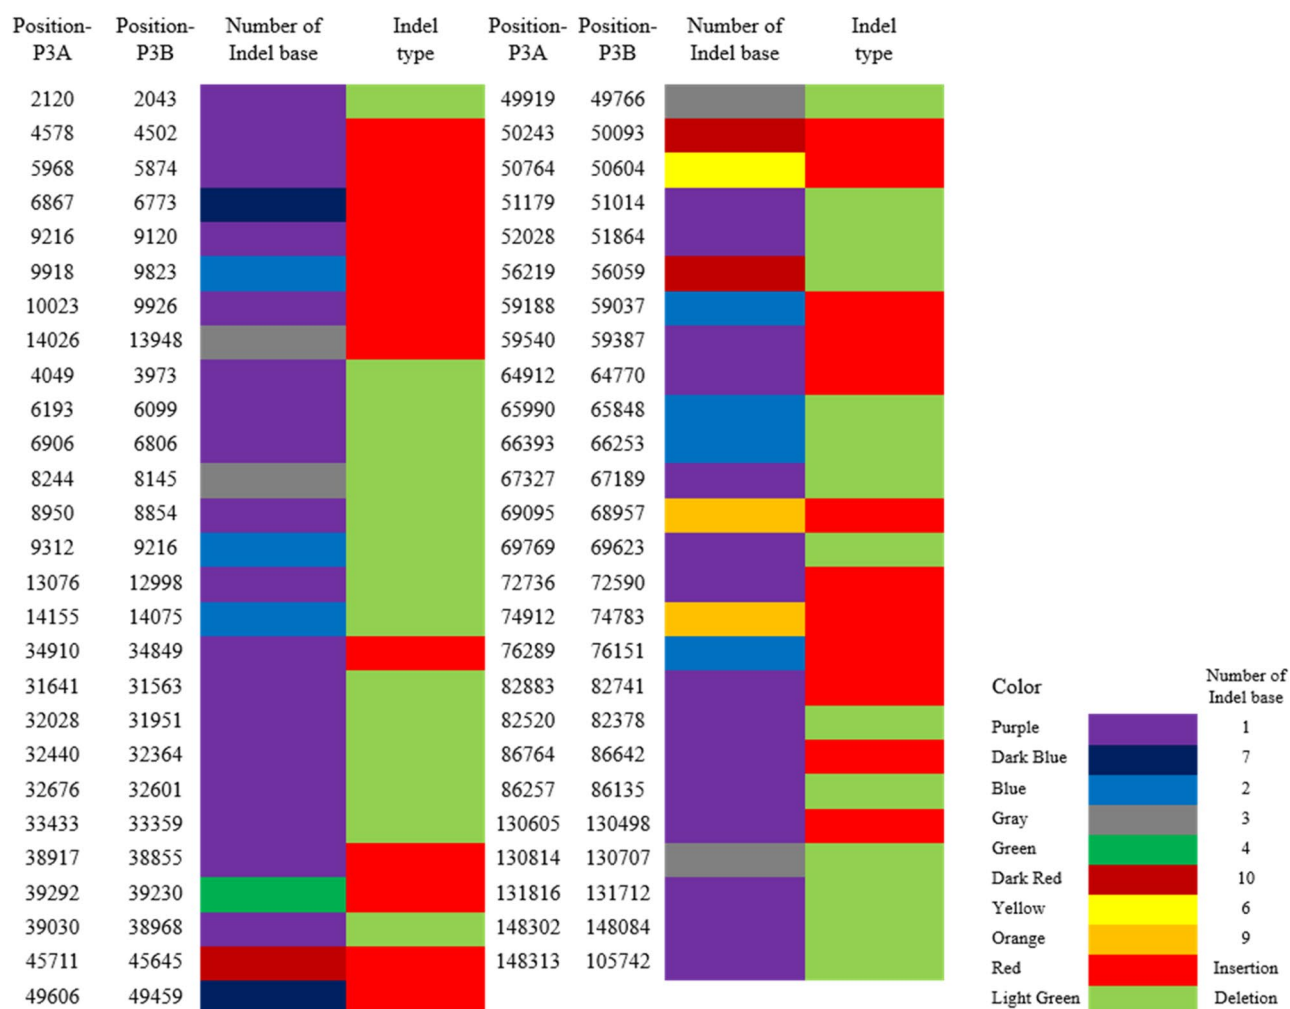 Position- Position- Number of Indel Position- Position- Number of Indel
P3A P3B Indel base type P3A P3B Indel base type
2120 2043 49919 49766
4578 4502 50243 50093
5968 5874 50764 50604
6867 6773 51179 51014
9216 9120 52028 51864
9918 9823 56219 56059
10023 9926 59188 59037
14026 13948 59540 59387
4049 3973 64912 64770
6193 6099 65990 65848
6906 6806 66393 66253
8244 8145 67327 67189
8950 8854 69095 68957
9312 9216 69769 69623
13076 12998 72736 72590
14155 14075 74912 74783
34910 34849 76289 76151
31641 31563 82883 82741
32028 31951 82520 82378
32440 32364 86764 86642
32676 32601 86257 86135
33433 33359 130605 130498
38917 38855 130814 130707
39292 39230 131816 131712
39030 38968 148302 148084
45711 45645 148313 105742
49606 49459
Color Number of
Indel base
Purple 1
Dark Blue 7
Blue 2
Gray 3
Green 4
Dark Red 10
Yellow 6
Orange 9
Red Insertion
Light Green Deletion